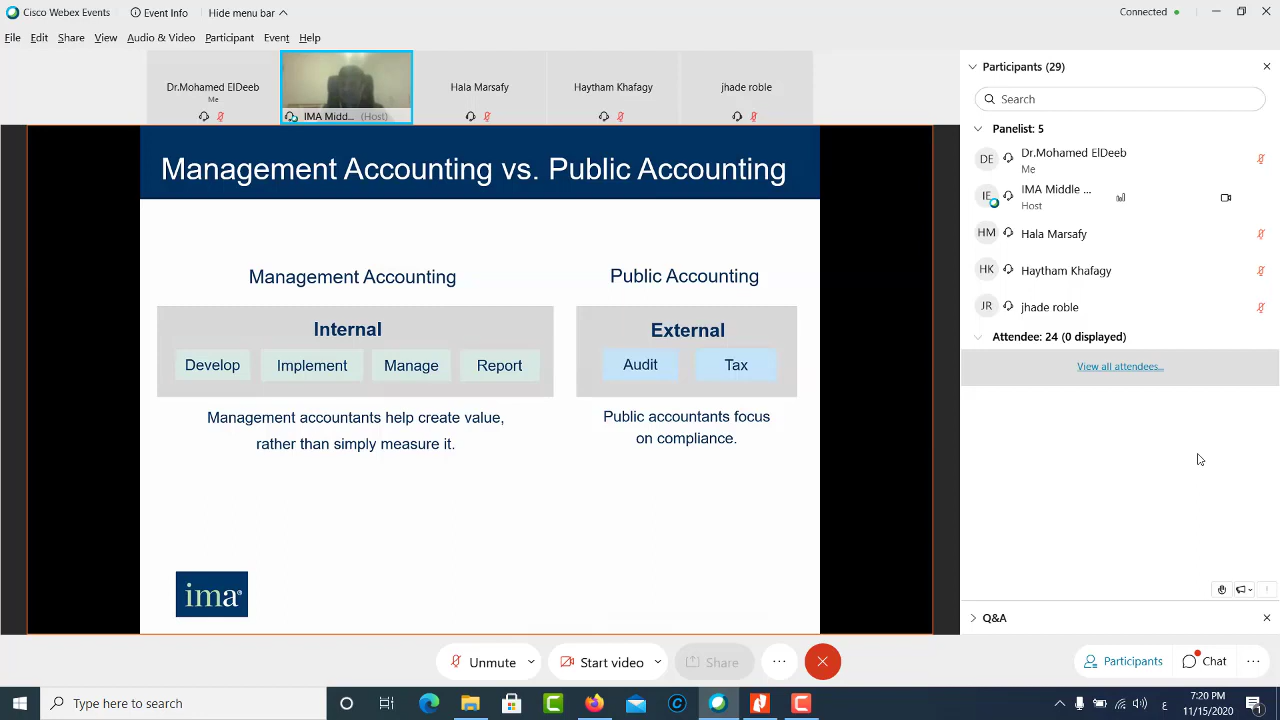 Cisco Webex Events
Event Info
Hide menu bar
Connected
File Edit Share View Audio & Video Participant Event Help
Dr.Mohamed ElDeeb
Me
IMA Midd... (Host)
Hala Marsafy
Haytham Khafagy
jhade roble
Management Accounting vs. Public Accounting
Management Accounting
Internal
Develop Implement Manage Report
Management accountants help create value,
rather than simply measure it.
Public Accounting
External
Audit Tax
Public accountants focus
on compliance.
ima®
Participants (29)
Search
Panelist: 5
DE Dr.Mohamed ElDeeb
Me
IE IMA Middle ...
Host
HM Hala Marsafy
HK Haytham Khafagy
JR jhade roble
Attendee: 24 (0 displayed)
View all attendees...
Q&A
Unmute
Start video
Share
Participants
Chat
Type here to search
ع
7:20 PM
11/15/2020
1